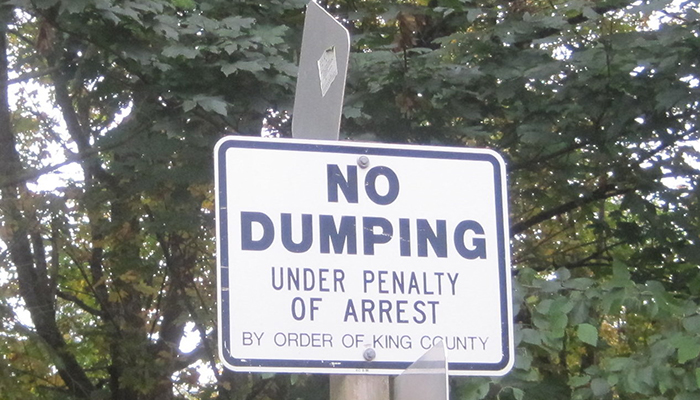 NO
DUMPING
UNDER PENALTY
OF ARREST
BY ORDER OF KING COUNTY